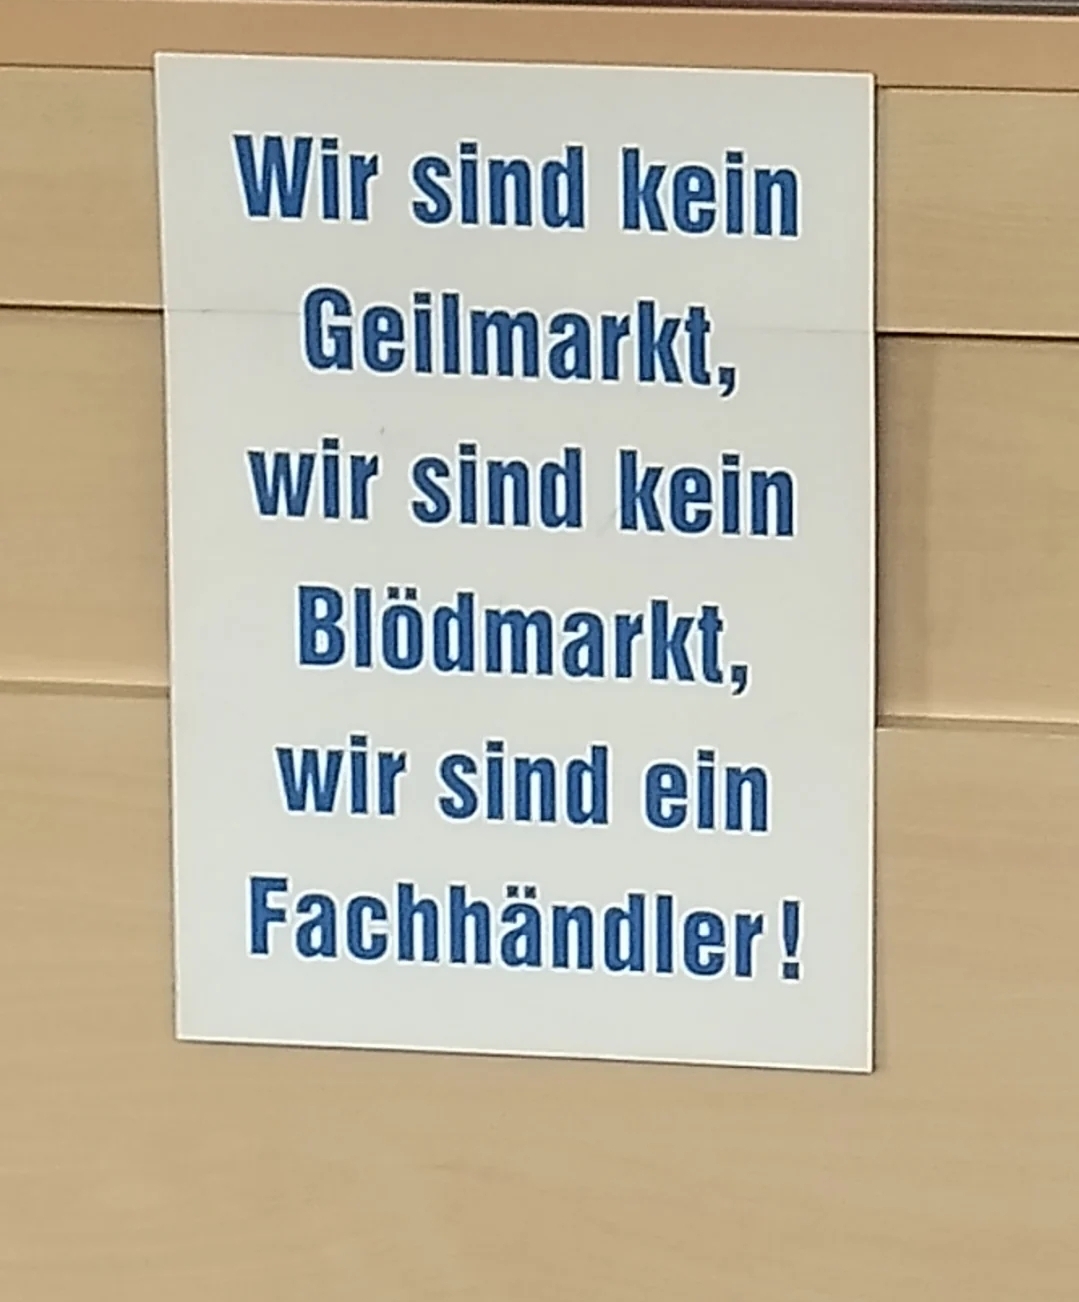 Wir sind kein
Geilmarkt,
wir sind kein
Blödmarkt,
wir sind ein
Fachhändler!